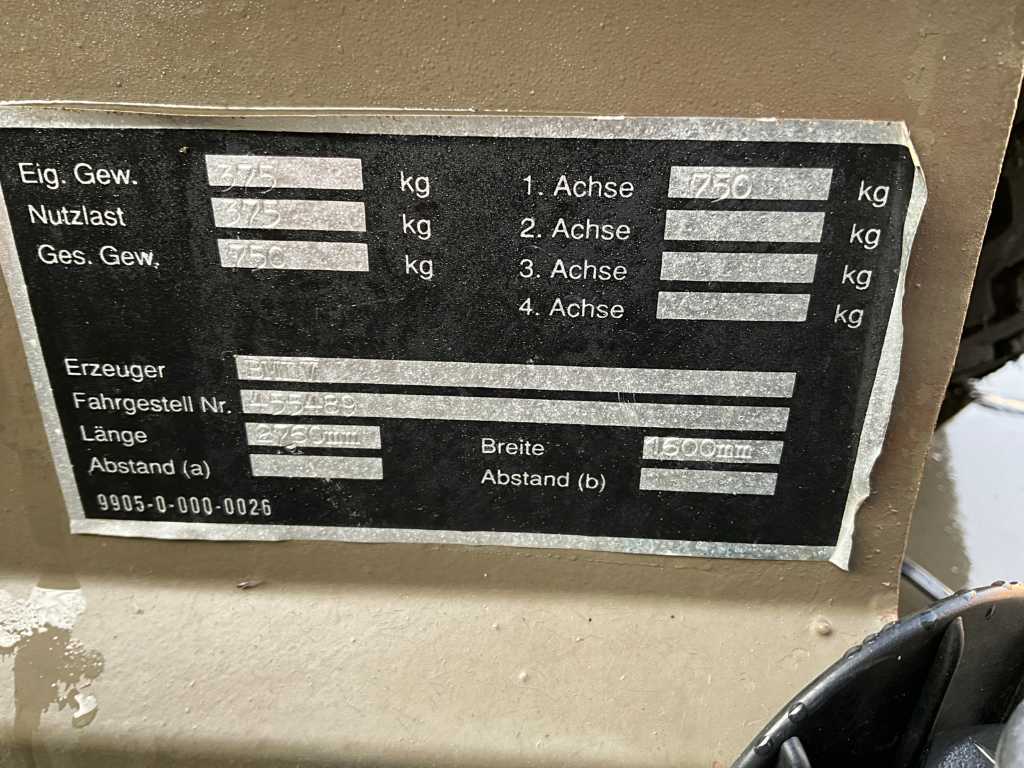 Eig. Gew. 375 kg
Nutzlast 375 kg
Ges. Gew. 750 kg
1. Achse 750 kg
2. Achse kg
3. Achse kg
4. Achse kg
Erzeuger
Fahrgestell Nr. 455489
Länge 2760mm Breite 1600mm
Abstand (a) Abstand (b)
9905-0-000-0026